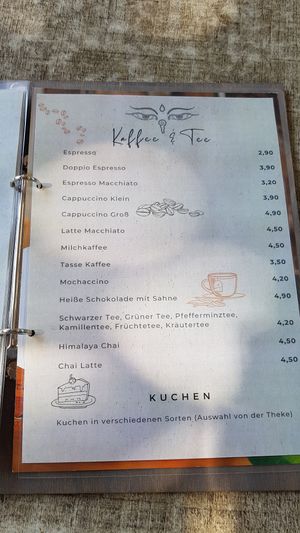 Kaffee & Tee
Espresso 2,90
Doppio Espresso 3,90
Espresso Macchiato 3,20
Cappuccino Klein 3,90
Cappuccino Groß 4,90
Latte Macchiato 4,50
Milchkaffee 4,50
Tasse Kaffee 3,50
Mochaccino 4,20
Heiße Schokolade mit Sahne 4,90
Schwarzer Tee, Grüner Tee, Pfefferminztee,
Kamillentee, Früchtetee, Kräutertee 4,20
Himalaya Chai 4,50
Chai Latte 4,50
KUCHEN
Kuchen in verschiedenen Sorten (Auswahl von der Theke)